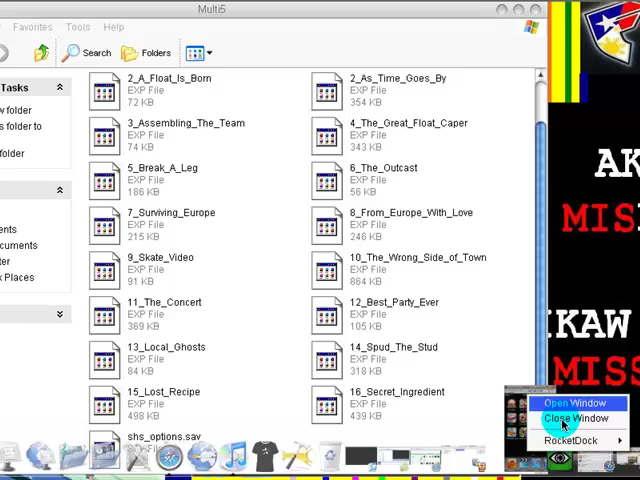 Multi5
Favorites Tools Help
Search Folders
Tasks
w folder
s folder to
folder
ents
ocuments
ter
k Places
2_A_Float_Is_Born
EXP File
72 KB
2_As_Time_Goes_By
EXP File
354 KB
3_Assembling_The_Team
EXP File
74 KB
4_The_Great_Float_Caper
EXP File
343 KB
5_Break_A_Leg
EXP File
186 KB
6_The_Outcast
EXP File
56 KB
7_Surviving_Europe
EXP File
215 KB
8_From_Europe_With_Love
EXP File
246 KB
9_Skate_Video
EXP File
91 KB
10_The_Wrong_Side_of_Town
EXP File
864 KB
11_The_Concert
EXP File
369 KB
12_Best_Party_Ever
EXP File
105 KB
13_Local_Ghosts
EXP File
84 KB
14_Spud_The_Stud
EXP File
318 KB
15_Lost_Recipe
EXP File
498 KB
16_Secret_Ingredient
EXP File
439 KB
shs_options.sav
AK
MIS
IKAW
MISS
Open Window
Close Window
RocketDock